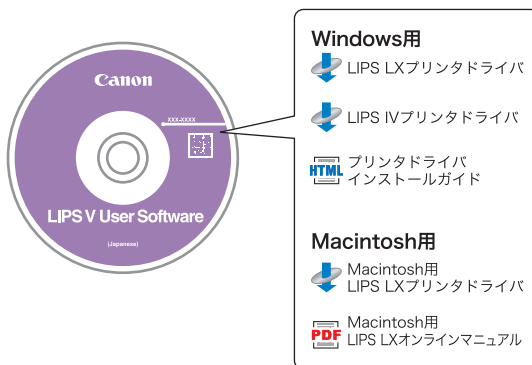 Canon
XXX-XXXX
LIPS V User Software
(Japanese)
Windows用
LIPS LXプリンタドライバ
LIPS IVプリンタドライバ
HTML
プリンタドライバ
インストールガイド
Macintosh用
Macintosh用
LIPS LXプリンタドライバ
PDF
Macintosh用
LIPS LXオンラインマニュアル